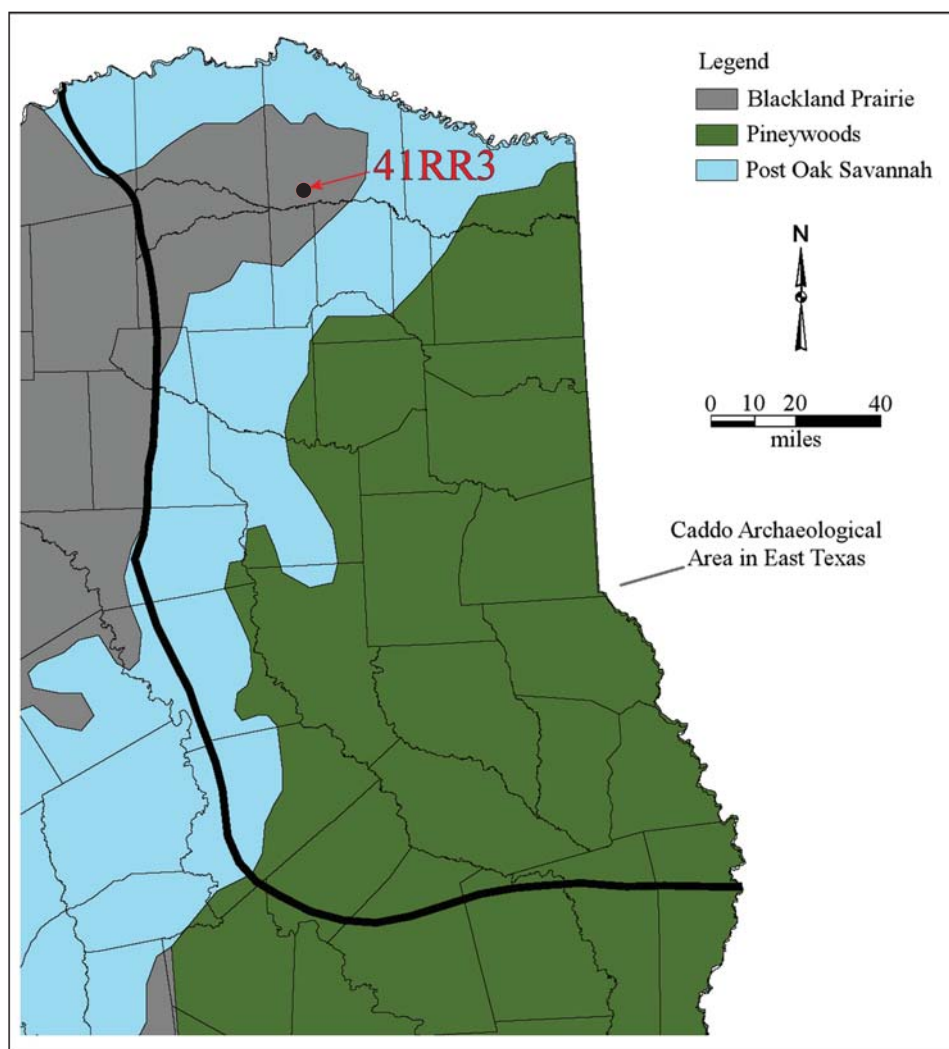 Legend
Blackland Prairie
Pineywoods
Post Oak Savannah
41RR3
N
0 10 20 40
miles
Caddo Archaeological
Area in East Texas